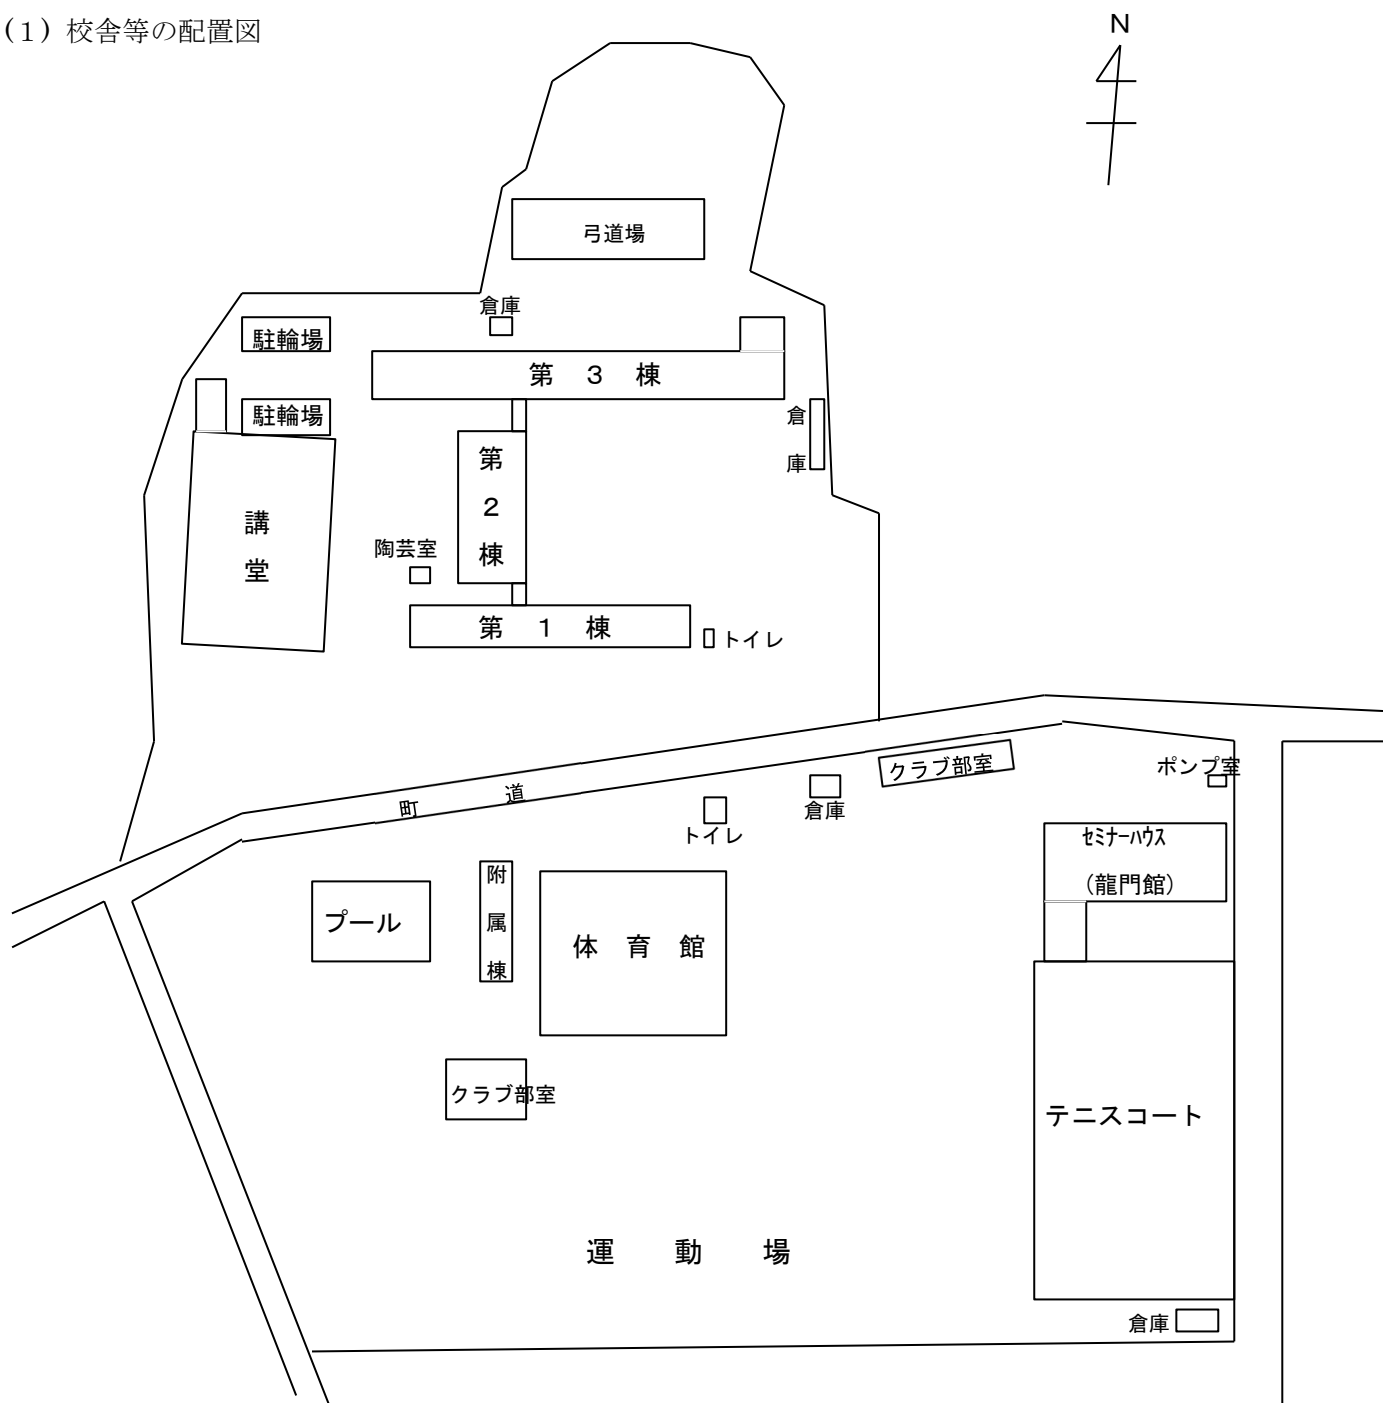 (１) 校舎等の配置図
N
弓道場
倉庫
駐輪場
第 ３ 棟
駐輪場
倉庫
第２棟
講堂
陶芸室
第 １ 棟
トイレ
町 道
クラブ部室
ポンプ室
倉庫
トイレ
セミナーハウス
(龍門館)
附属棟
プール
体 育 館
クラブ部室
テニスコート
運 動 場
倉庫